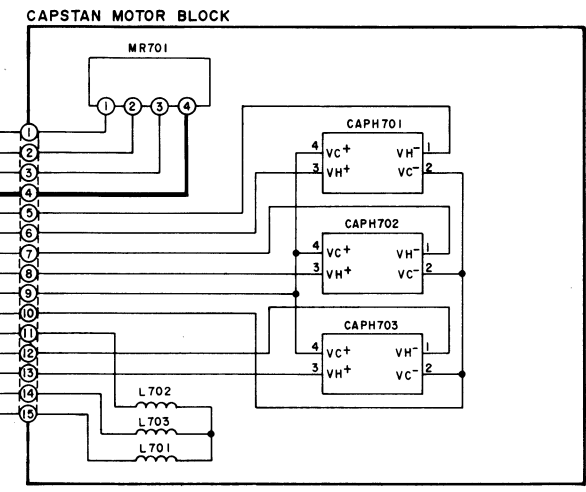 CAPSTAN MOTOR BLOCK
MR701
1 2 3 4
1
2
3
4
5
6
7
8
9
10
11
12
13
14
15
CAPH701
4 VC+ VH- 1
3 VH+ VC- 2
CAPH702
4 VC+ VH- 1
3 VH+ VC- 2
CAPH703
4 VC+ VH- 1
3 VH+ VC- 2
L702
L703
L701